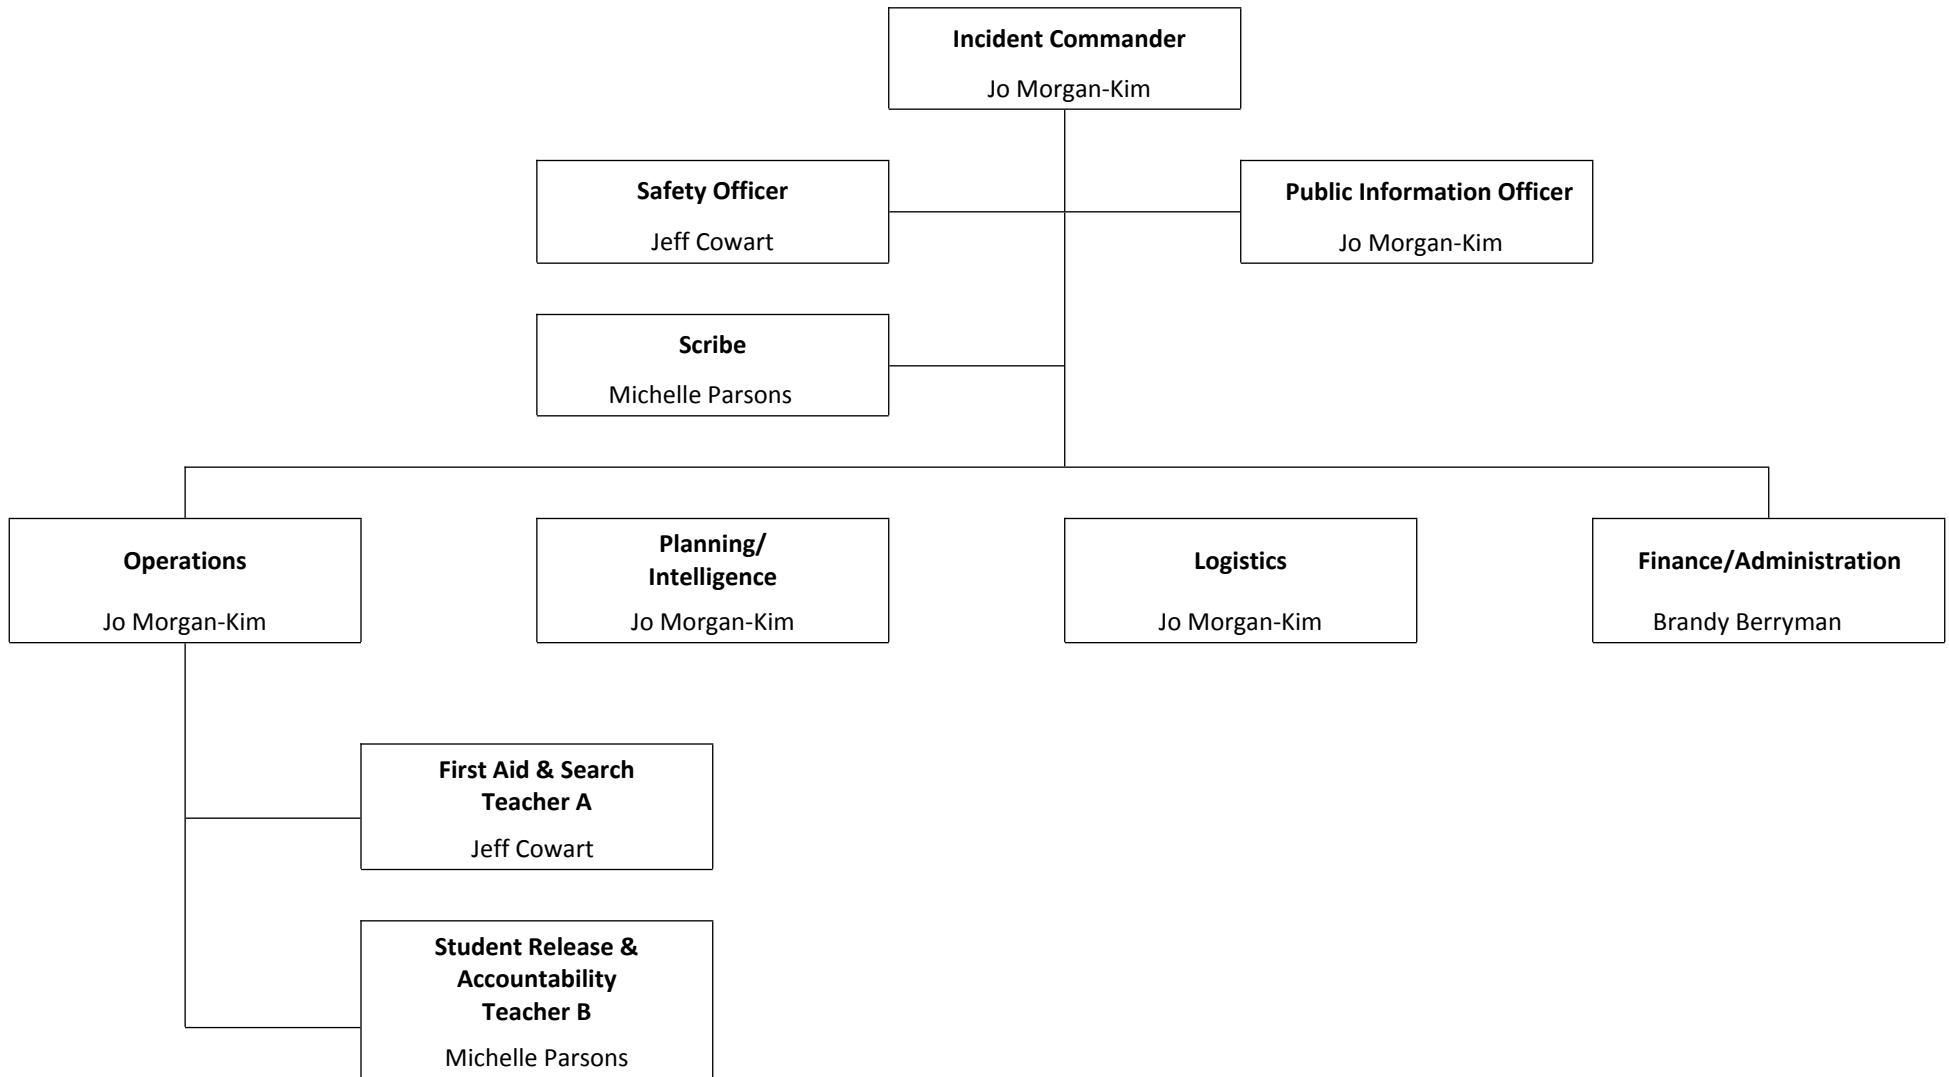 Incident Commander
Jo Morgan-Kim
Safety Officer
Jeff Cowart
Public Information Officer
Jo Morgan-Kim
Scribe
Michelle Parsons
Operations
Jo Morgan-Kim
Planning/
Intelligence
Jo Morgan-Kim
Logistics
Jo Morgan-Kim
Finance/Administration
Brandy Berryman
First Aid & Search
Teacher A
Jeff Cowart
Student Release &
Accountability
Teacher B
Michelle Parsons